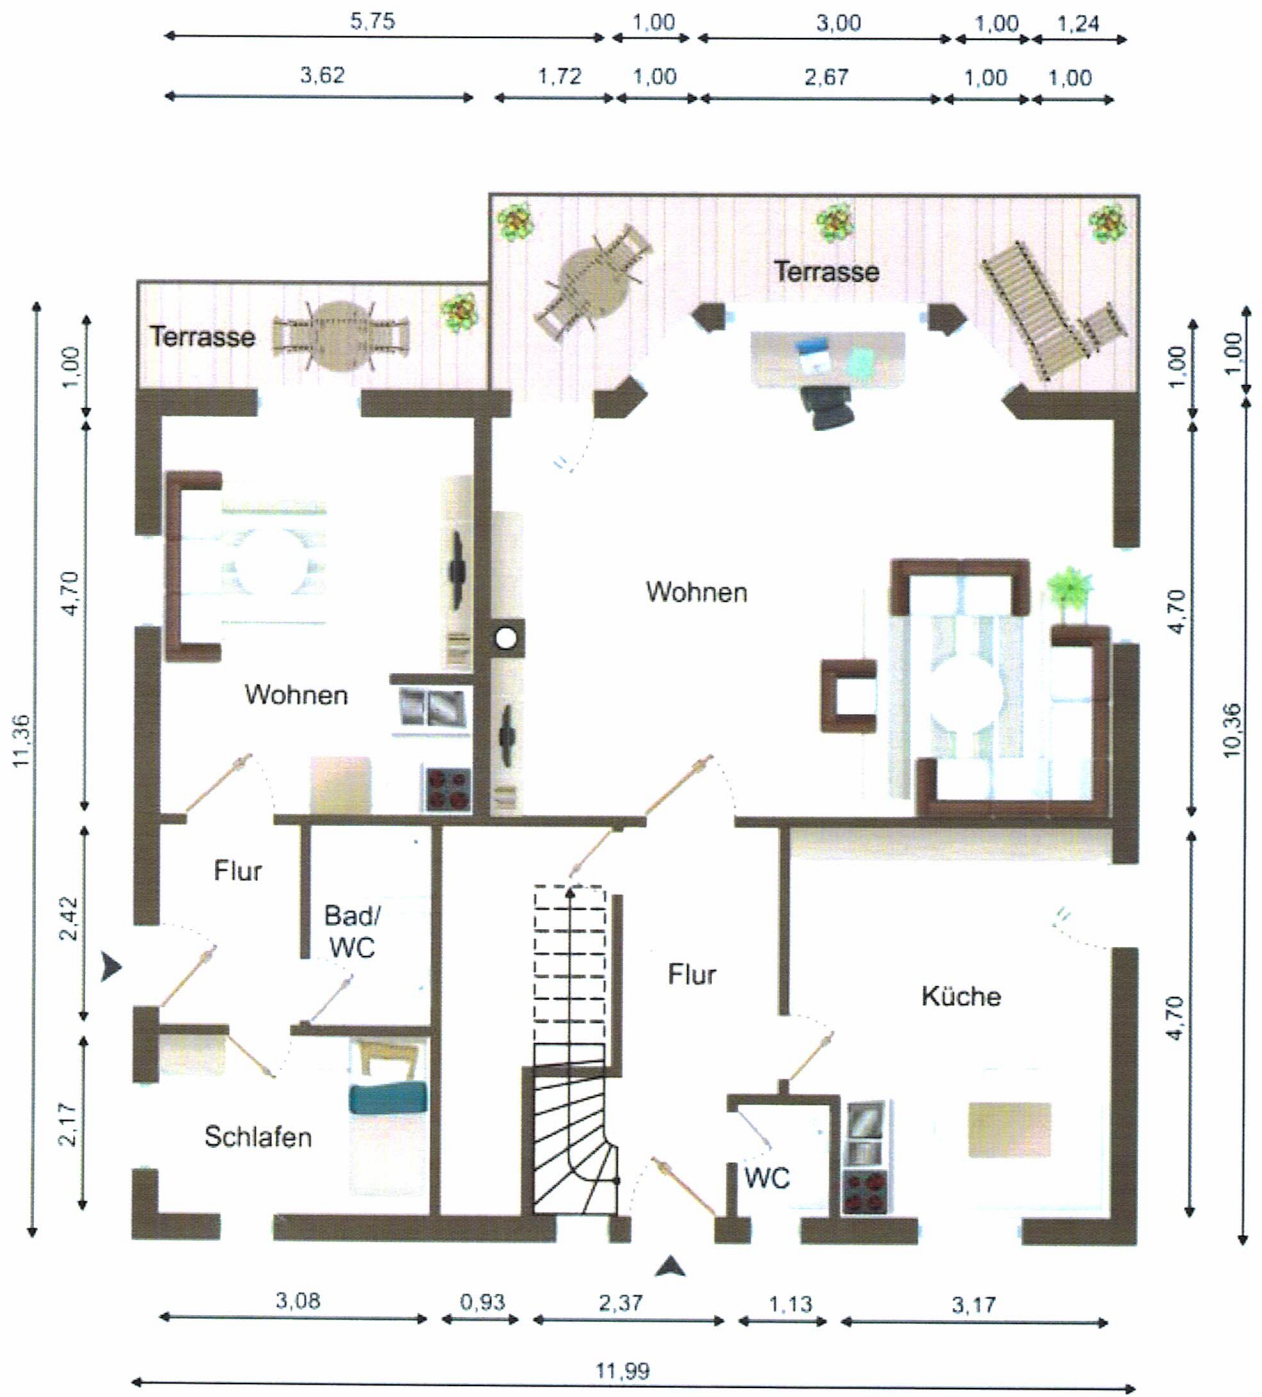 5,75 1,00 3,00 1,00 1,24
3,62 1,72 1,00 2,67 1,00 1,00
Terrasse
Terrasse
1,00
1,00
1,00
4,70
Wohnen
4,70
Wohnen
11,36
10,36
Flur
2,42
Bad/
WC
Flur
Küche
4,70
2,17
Schlafen
WC
3,08 0,93 2,37 1,13 3,17
11,99